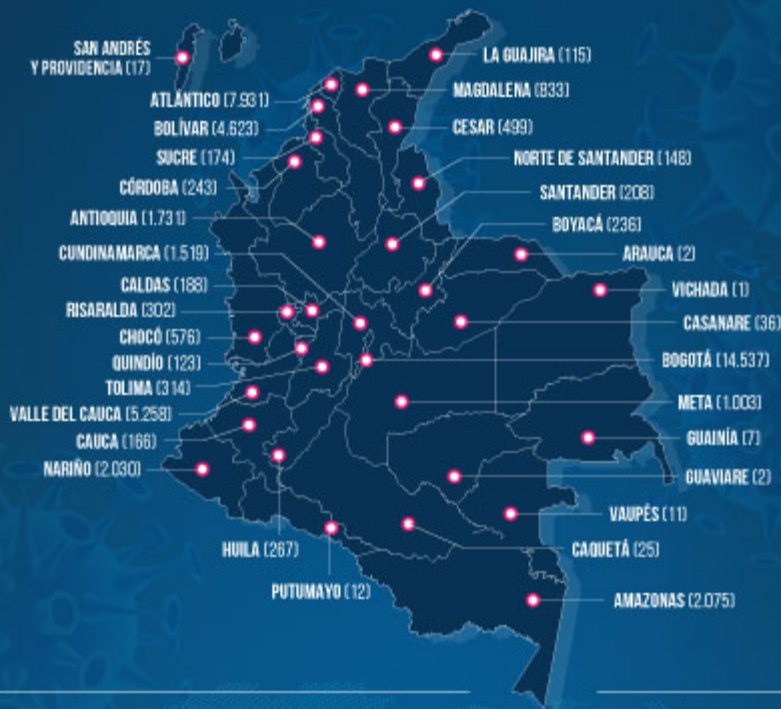 SAN ANDRÉS
Y PROVIDENCIA (17)
ATLÁNTICO (7.931)
BOLÍVAR (4.623)
SUCRE (174)
CÓRDOBA (243)
ANTIOQUIA (1.731)
CUNDINAMARCA (1.519)
CALDAS (188)
RISARALDA (302)
CHOCÓ (576)
QUINDÍO (123)
TOLIMA (314)
VALLE DEL CAUCA (5.258)
CAUCA (166)
NARIÑO (2.030)
HUILA (267)
PUTUMAYO (12)
LA GUAJIRA (115)
MAGDALENA (833)
CESAR (499)
NORTE DE SANTANDER (148)
SANTANDER (208)
BOYACÁ (236)
ARAUCA (2)
VICHADA (1)
CASANARE (36)
BOGOTÁ (14.537)
META (1.003)
GUAINÍA (7)
GUAVIARE (2)
VAUPÉS (11)
CAQUETÁ (25)
AMAZONAS (2.075)